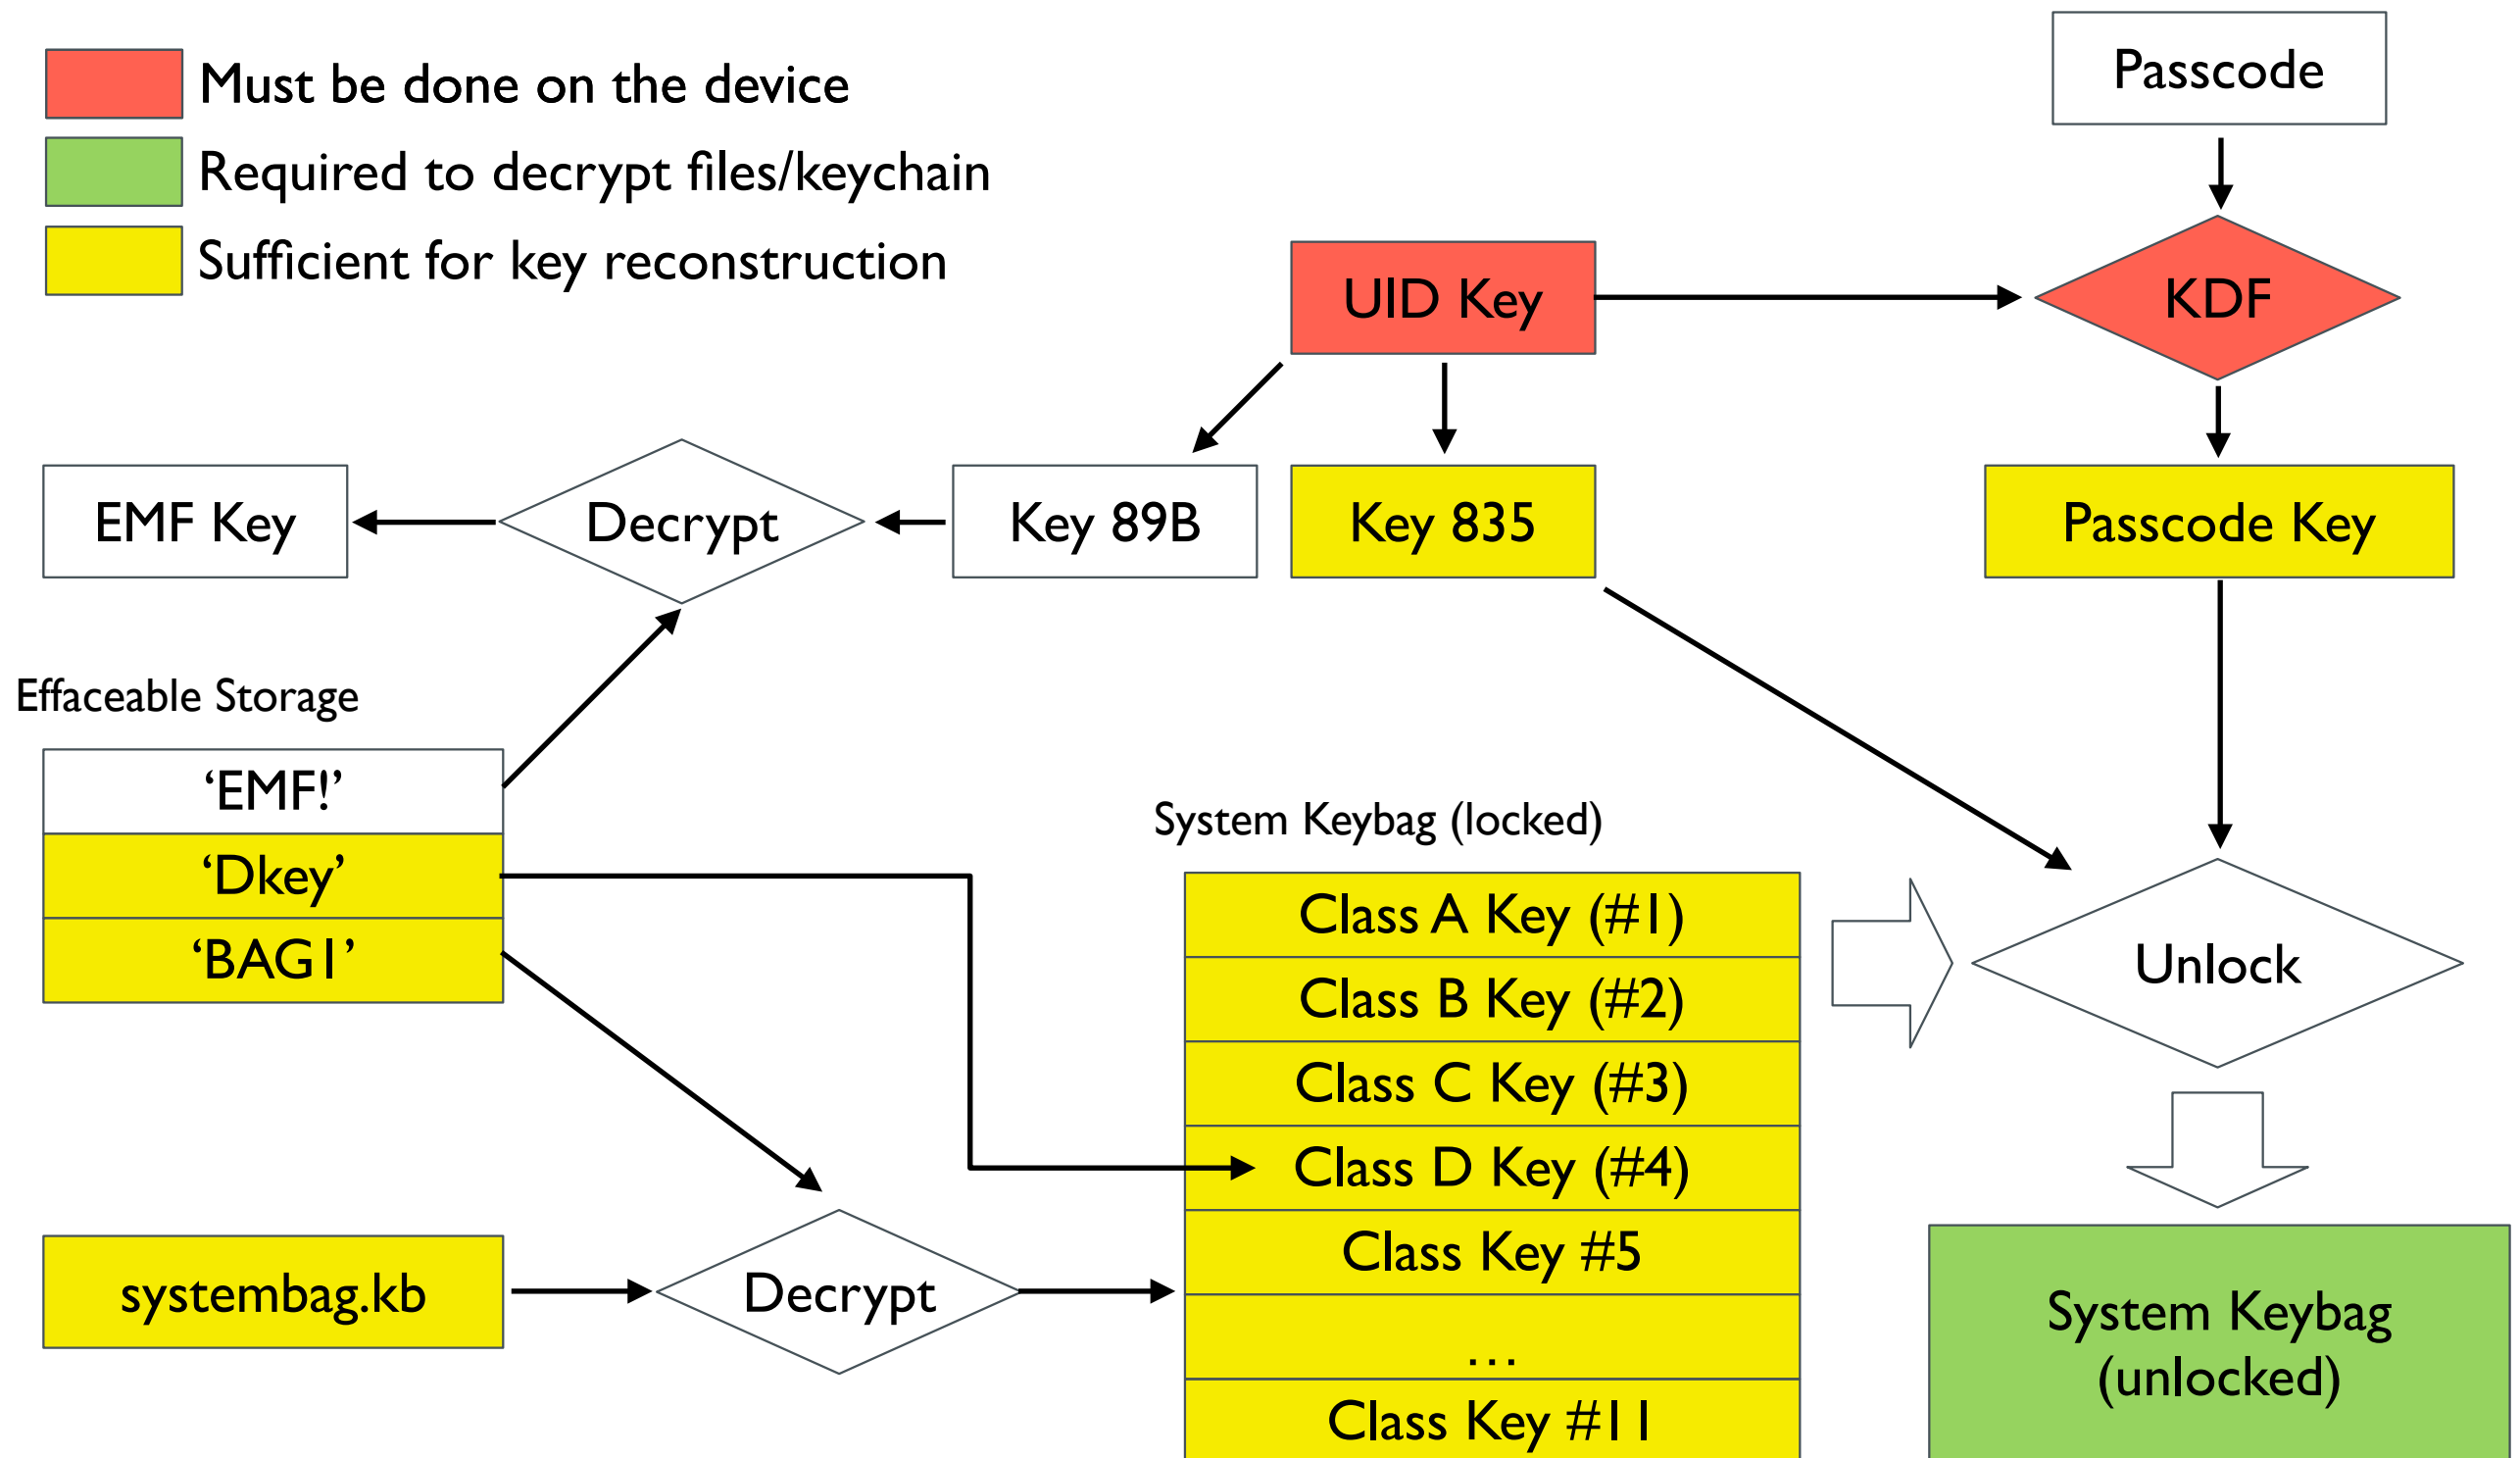 Must be done on the device
Required to decrypt files/keychain
Sufficient for key reconstruction
Passcode
UID Key
KDF
EMF Key
Decrypt
Key 89B
Key 835
Passcode Key
Effaceable Storage
‘EMF!’
‘Dkey’
‘BAG1’
System Keybag (locked)
Class A Key (#1)
Class B Key (#2)
Class C Key (#3)
Class D Key (#4)
Class Key #5
…
Class Key #11
Unlock
systembag.kb
Decrypt
System Keybag
(unlocked)